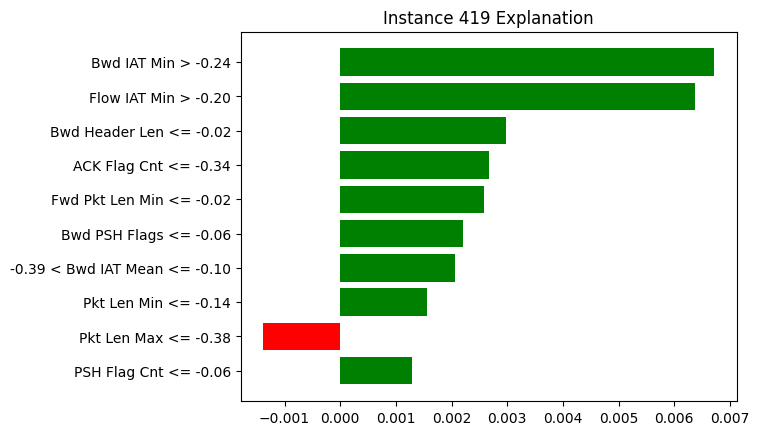 Instance 419 Explanation
Bwd IAT Min > -0.24
Flow IAT Min > -0.20
Bwd Header Len <= -0.02
ACK Flag Cnt <= -0.34
Fwd Pkt Len Min <= -0.02
Bwd PSH Flags <= -0.06
-0.39 < Bwd IAT Mean <= -0.10
Pkt Len Min <= -0.14
Pkt Len Max <= -0.38
PSH Flag Cnt <= -0.06
−0.001 0.000 0.001 0.002 0.003 0.004 0.005 0.006 0.007